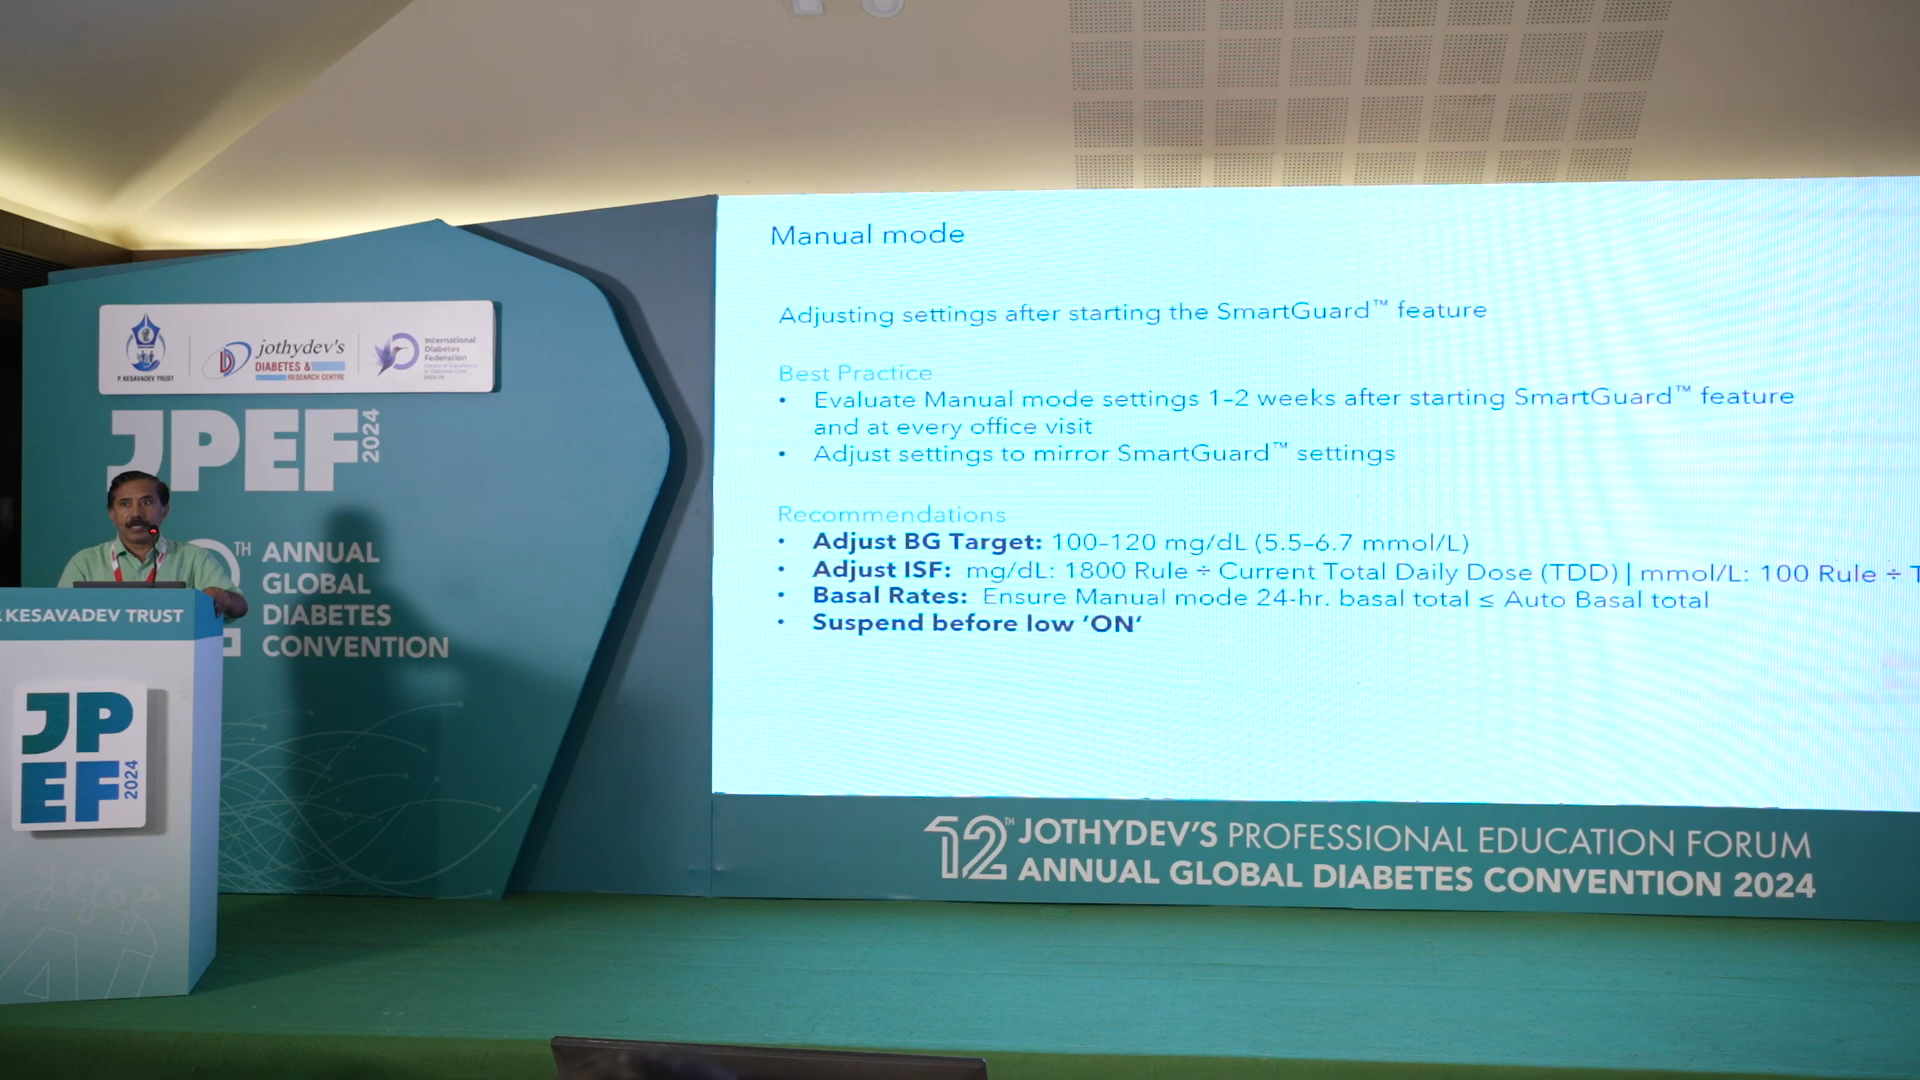 Manual mode
Adjusting settings after starting the SmartGuard™ feature
Best Practice
• Evaluate Manual mode settings 1–2 weeks after starting SmartGuard™ feature
and at every office visit
• Adjust settings to mirror SmartGuard™ settings
Recommendations
• Adjust BG Target: 100–120 mg/dL (5.5–6.7 mmol/L)
• Adjust ISF: mg/dL: 1800 Rule ÷ Current Total Daily Dose (TDD) | mmol/L: 100 Rule ÷ T
• Basal Rates: Ensure Manual mode 24-hr. basal total ≤ Auto Basal total
• Suspend before low ‘ON’
P. KESAVADEV TRUST
jothydev's
DIABETES &
RESEARCH CENTRE
International
Diabetes
Federation
JPEF 2024
TH ANNUAL
GLOBAL
DIABETES
CONVENTION
KESAVADEV TRUST
JP
EF 2024
12TH JOTHYDEV'S PROFESSIONAL EDUCATION FORUM
ANNUAL GLOBAL DIABETES CONVENTION 2024